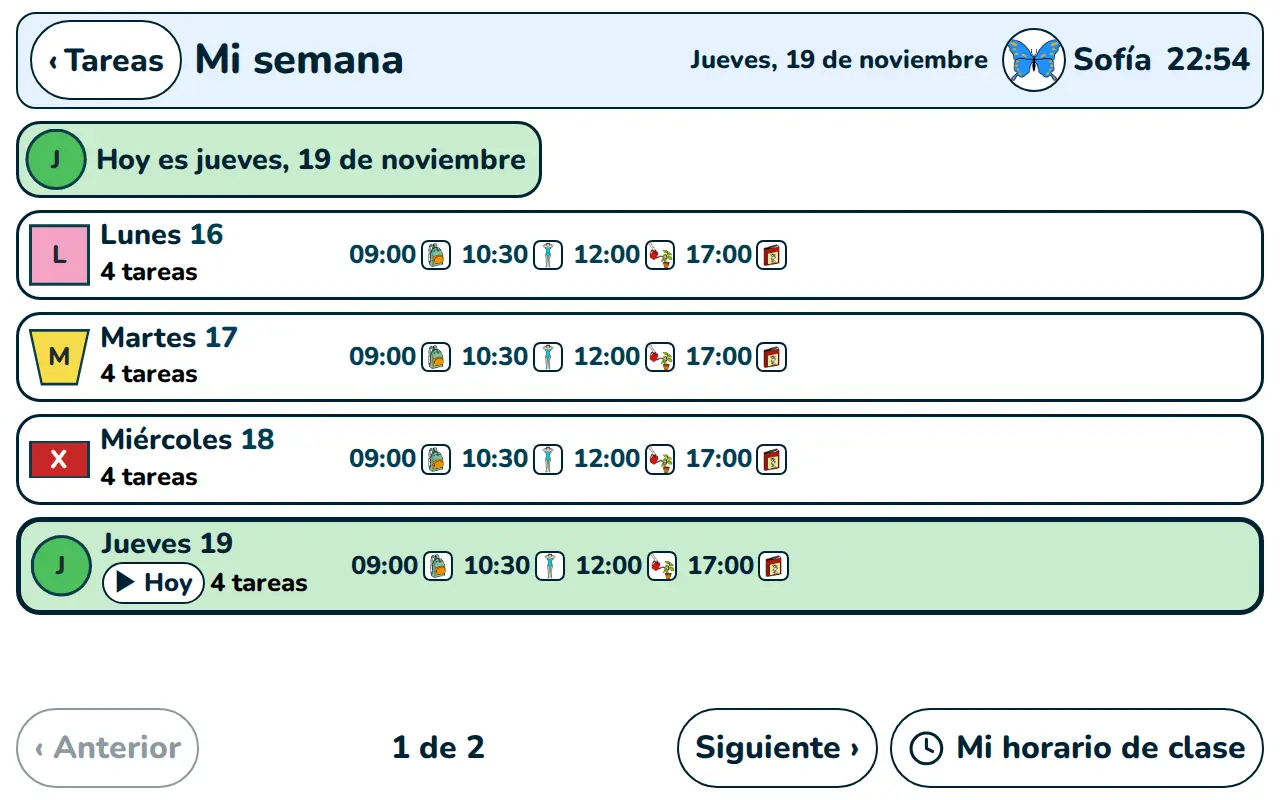 ‹ Tareas Mi semana Jueves, 19 de noviembre Sofía 22:54
J Hoy es jueves, 19 de noviembre
L Lunes 16
4 tareas
09:00 10:30 12:00 17:00
M Martes 17
4 tareas
09:00 10:30 12:00 17:00
X Miércoles 18
4 tareas
09:00 10:30 12:00 17:00
J Jueves 19
▶ Hoy 4 tareas
09:00 10:30 12:00 17:00
‹ Anterior 1 de 2 Siguiente › Mi horario de clase